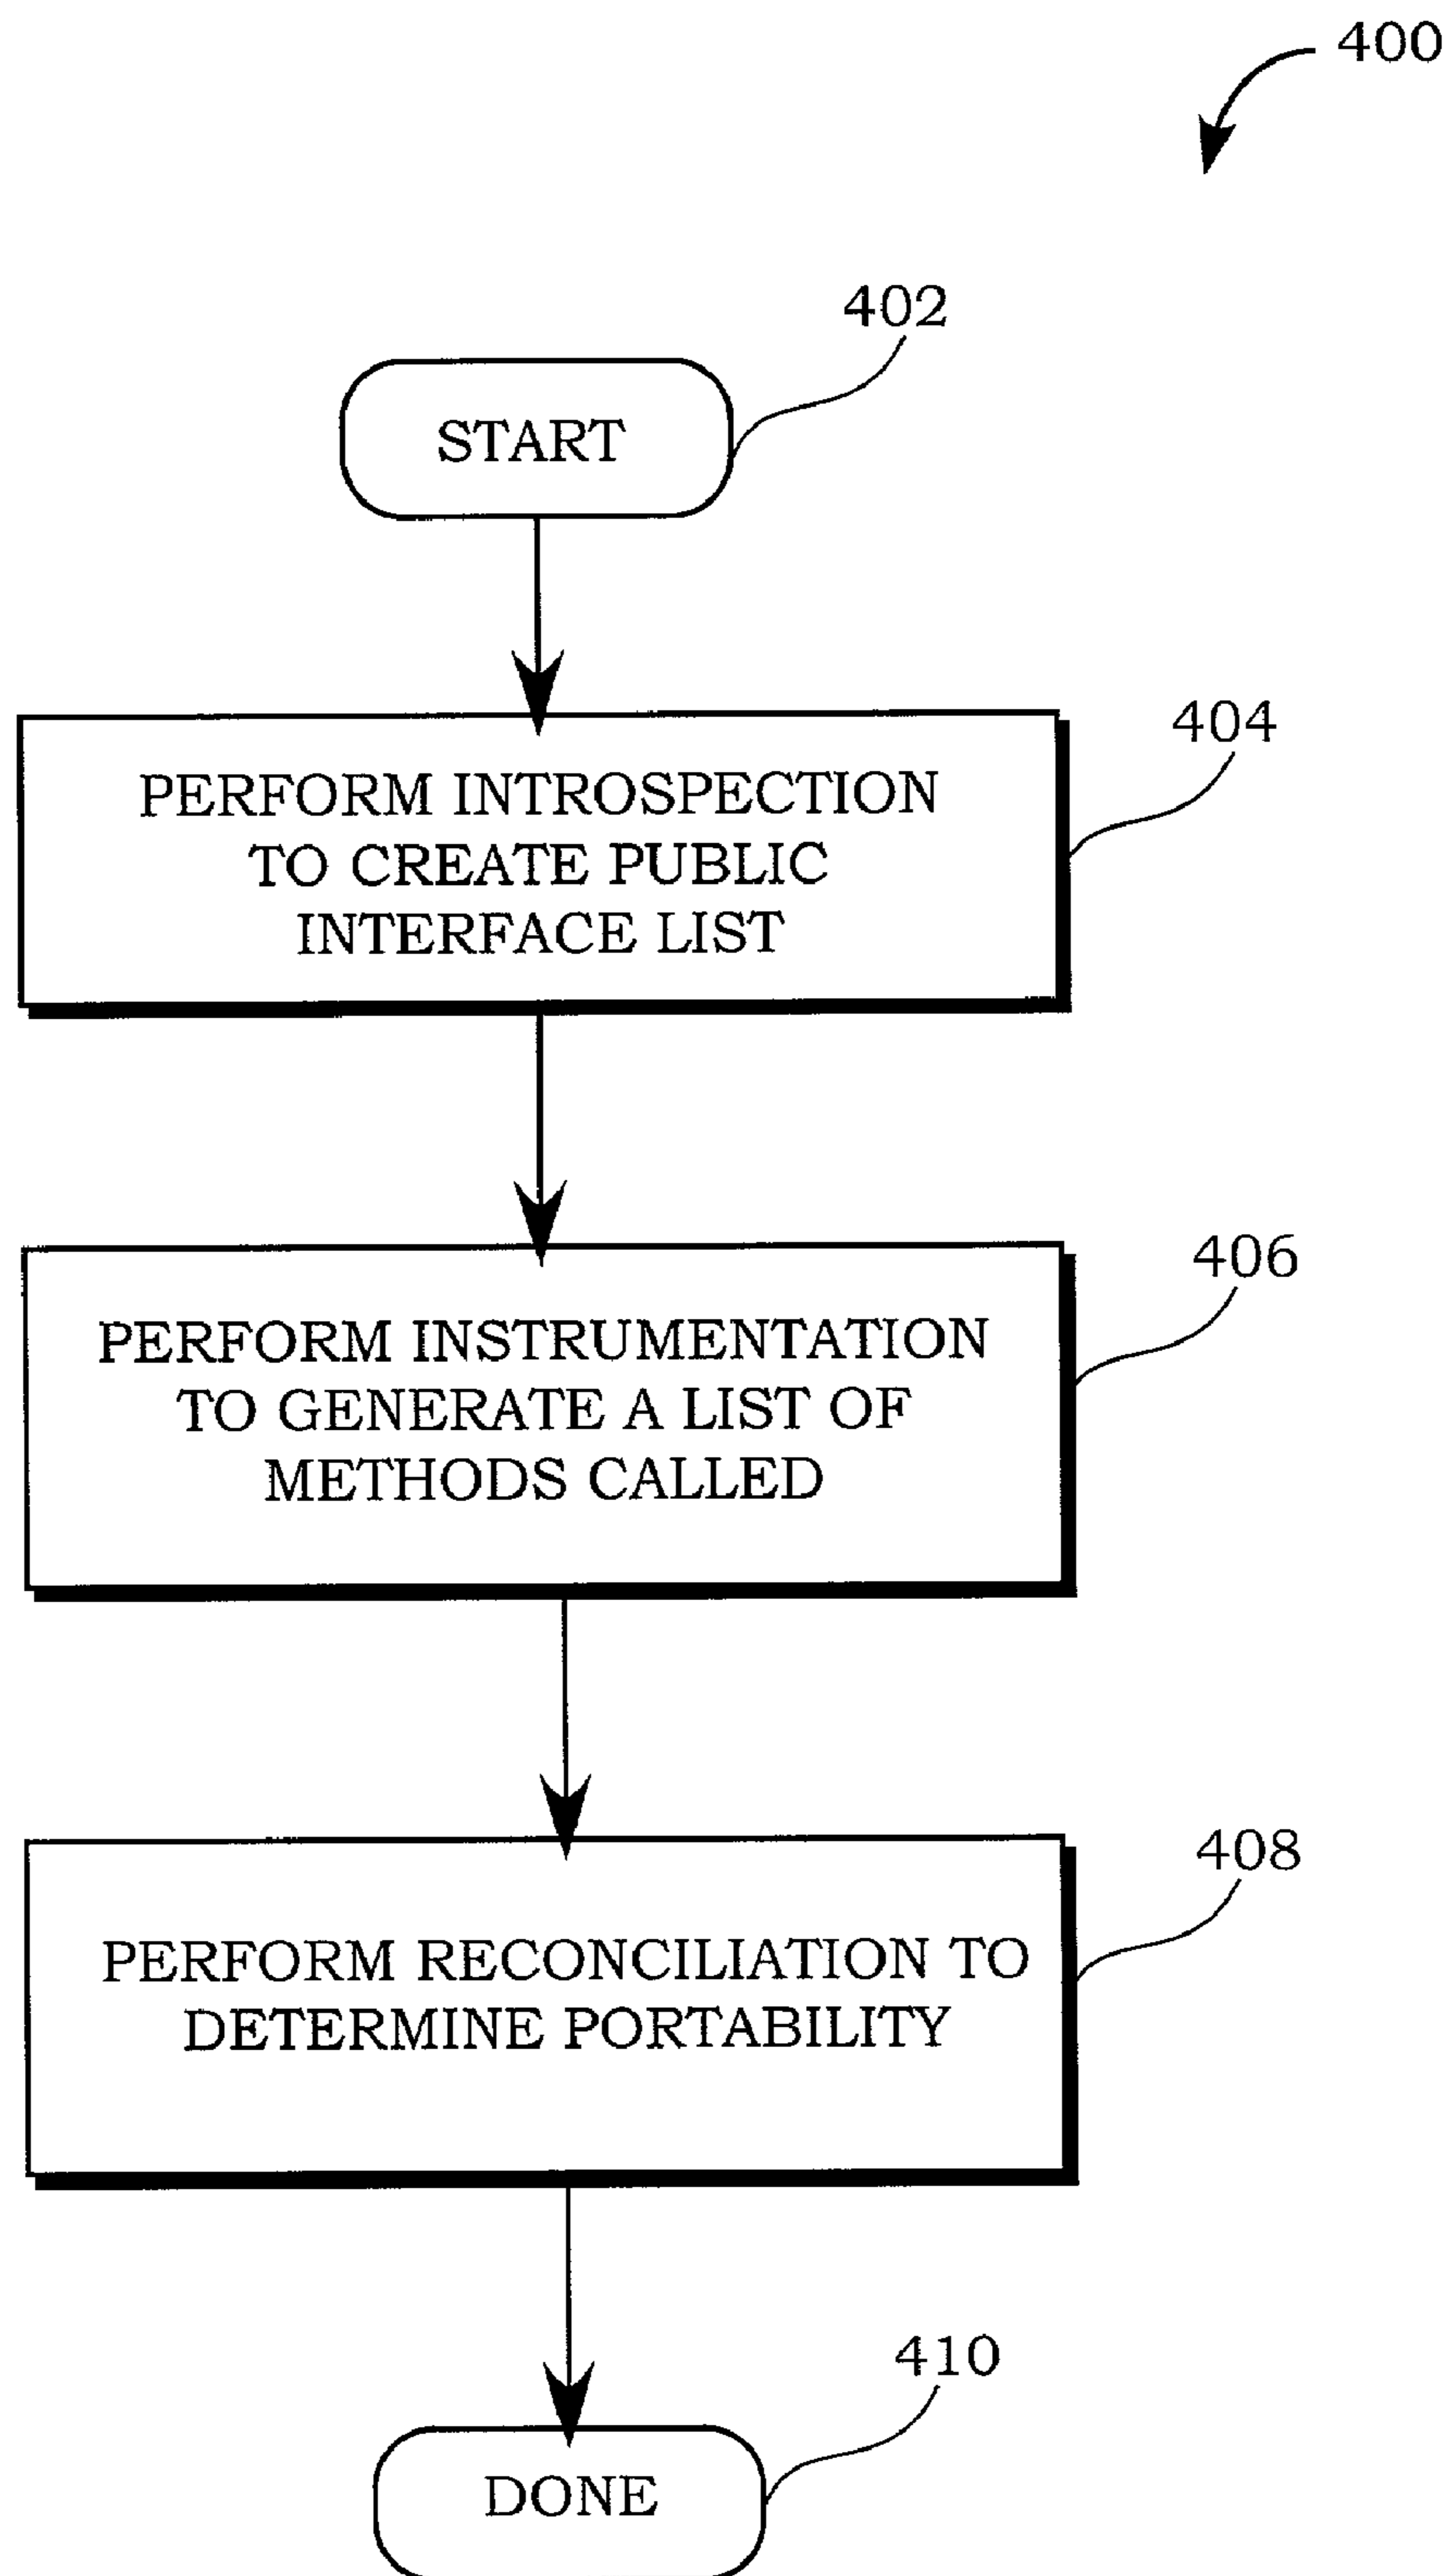 400
402
START
404
PERFORM INTROSPECTION
TO CREATE PUBLIC
INTERFACE LIST
406
PERFORM INSTRUMENTATION
TO GENERATE A LIST OF
METHODS CALLED
408
PERFORM RECONCILIATION TO
DETERMINE PORTABILITY
410
DONE